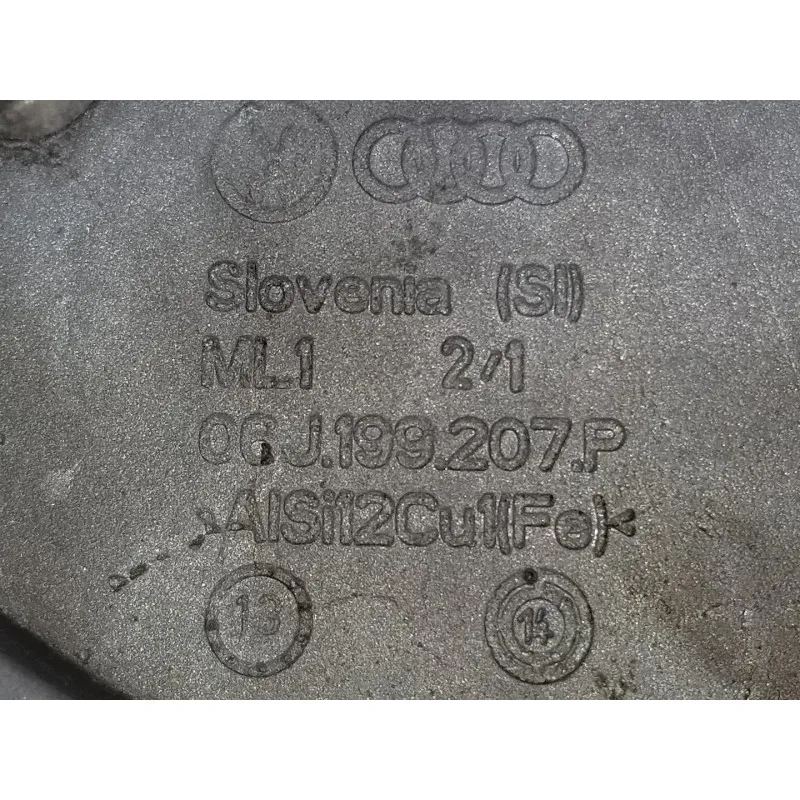 Slovenia (SI)
ML1 2/1
06J.199.207.P
>AlSi12Cu1(Fe)<
13 14